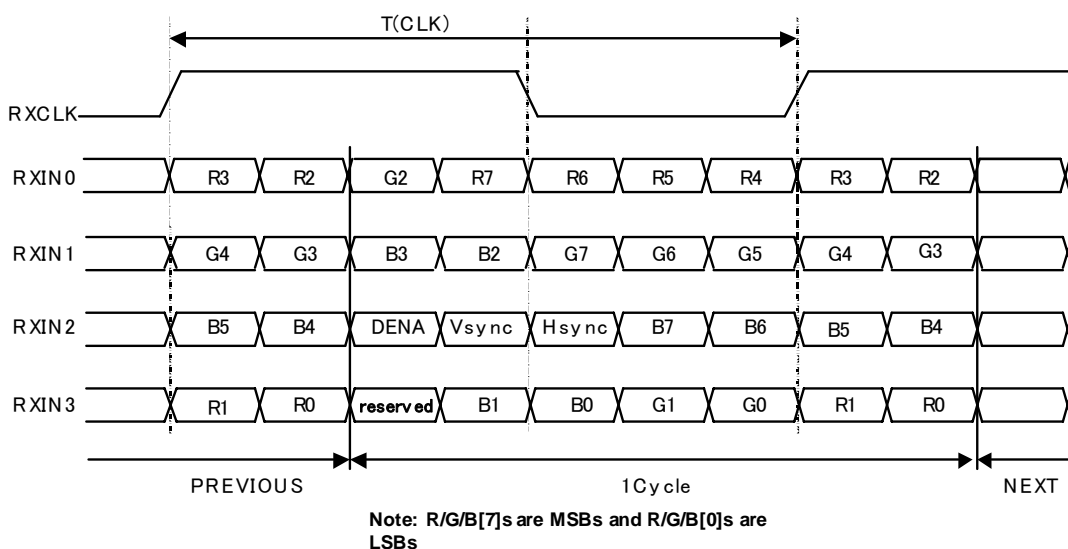 T(CLK)
RXCLK
RXIN0 R3 R2 G2 R7 R6 R5 R4 R3 R2
RXIN1 G4 G3 B3 B2 G7 G6 G5 G4 G3
RXIN2 B5 B4 DENA Vsync Hsync B7 B6 B5 B4
RXIN3 R1 R0 reserved B1 B0 G1 G0 R1 R0
PREVIOUS 1Cycle NEXT
Note: R/G/B[7]s are MSBs and R/G/B[0]s are
LSBs